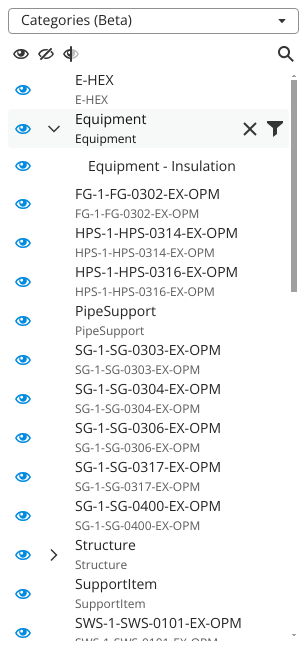 Categories (Beta)
E-HEX
E-HEX
Equipment
Equipment
Equipment - Insulation
FG-1-FG-0302-EX-OPM
FG-1-FG-0302-EX-OPM
HPS-1-HPS-0314-EX-OPM
HPS-1-HPS-0314-EX-OPM
HPS-1-HPS-0316-EX-OPM
HPS-1-HPS-0316-EX-OPM
PipeSupport
PipeSupport
SG-1-SG-0303-EX-OPM
SG-1-SG-0303-EX-OPM
SG-1-SG-0304-EX-OPM
SG-1-SG-0304-EX-OPM
SG-1-SG-0306-EX-OPM
SG-1-SG-0306-EX-OPM
SG-1-SG-0317-EX-OPM
SG-1-SG-0317-EX-OPM
SG-1-SG-0400-EX-OPM
SG-1-SG-0400-EX-OPM
Structure
Structure
SupportItem
SupportItem
SWS-1-SWS-0101-EX-OPM
SWS-1-SWS-0101-EX-OPM